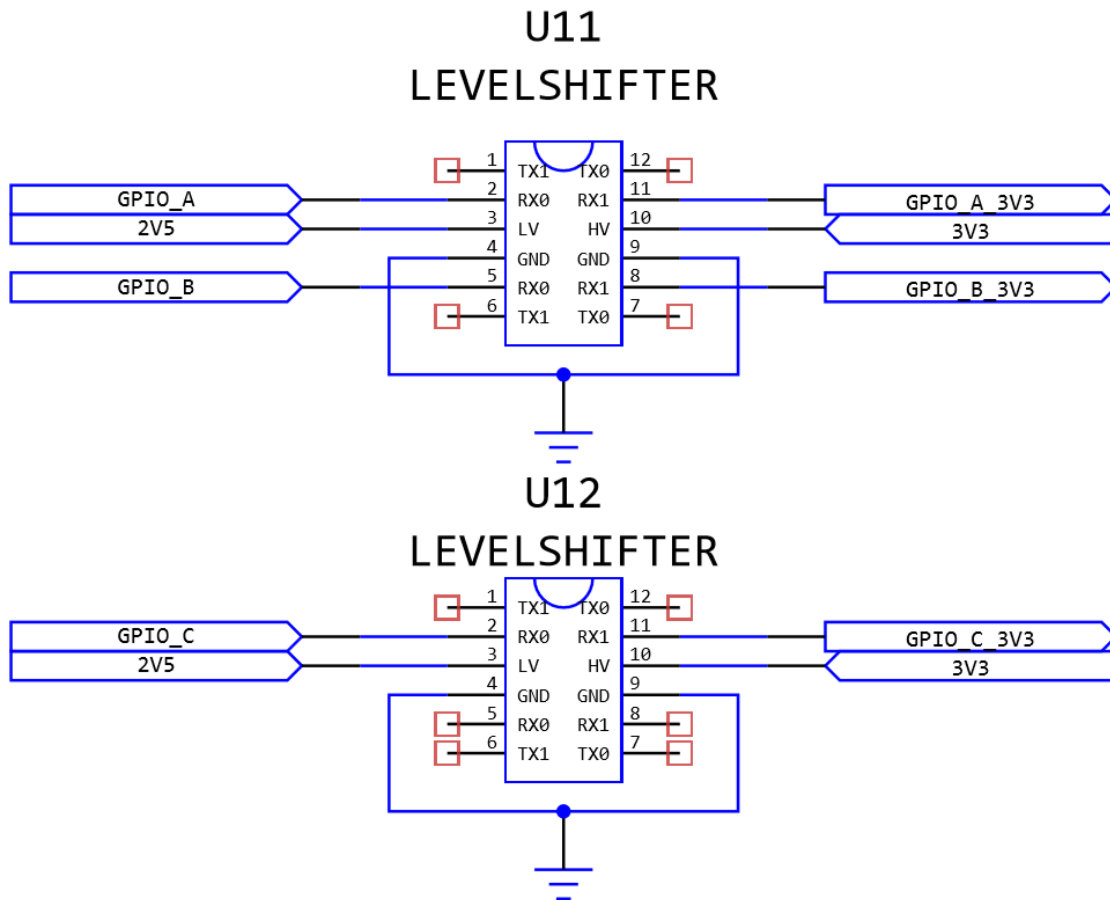 U11
LEVELSHIFTER
1 TX1 TX0 12
GPIO_A 2 RX0 RX1 11 GPIO_A_3V3
2V5 3 LV HV 10 3V3
4 GND GND 9
GPIO_B 5 RX0 RX1 8 GPIO_B_3V3
6 TX1 TX0 7
U12
LEVELSHIFTER
1 TX1 TX0 12
GPIO_C 2 RX0 RX1 11 GPIO_C_3V3
2V5 3 LV HV 10 3V3
4 GND GND 9
5 RX0 RX1 8
6 TX1 TX0 7